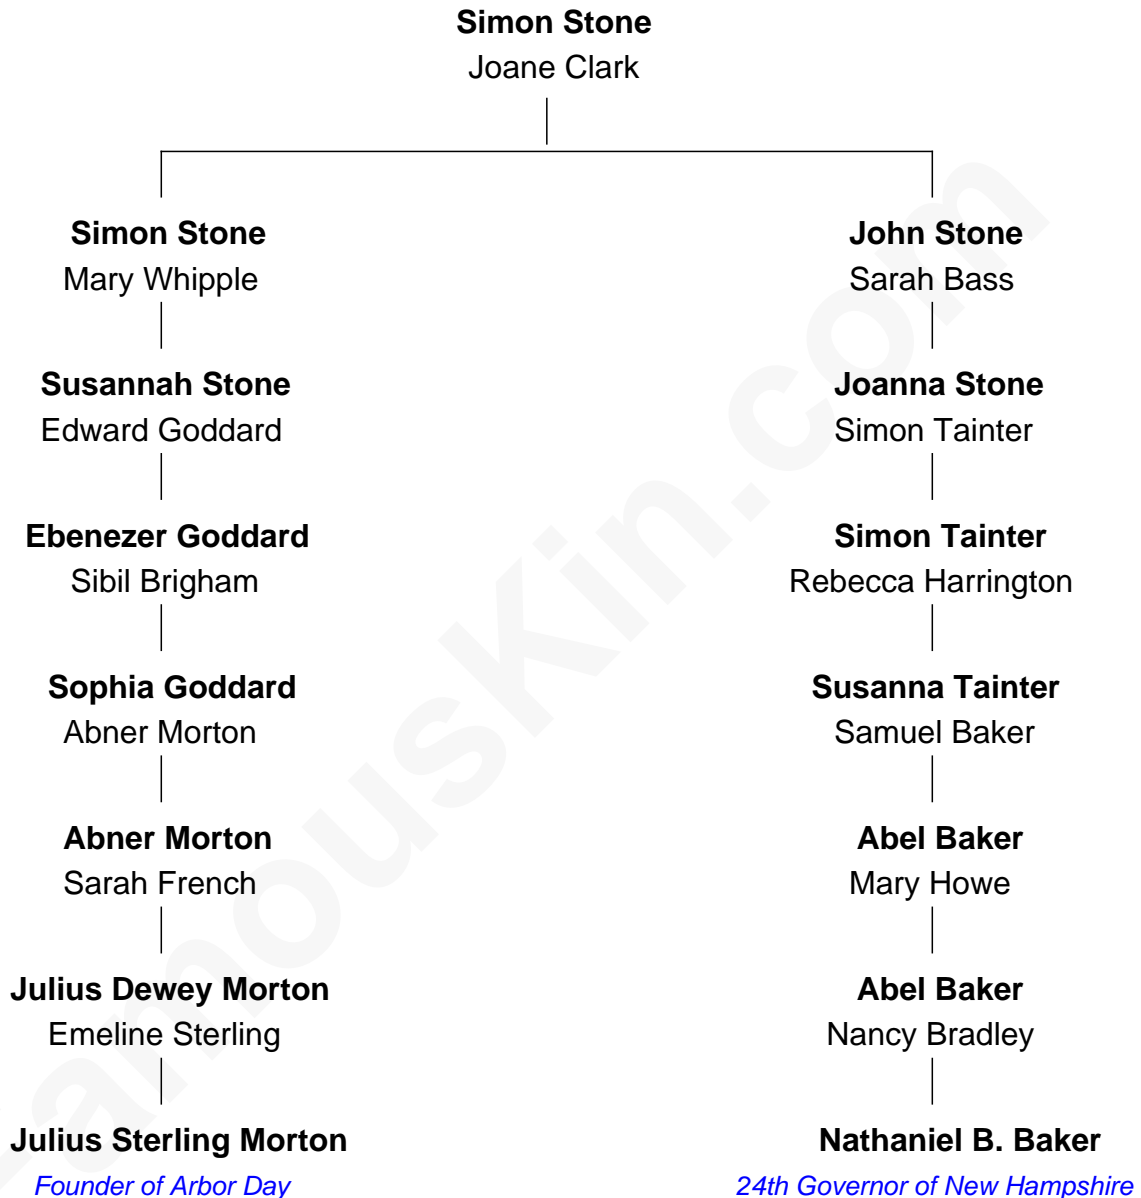 Simon Stone
Joane Clark
Simon Stone
Mary Whipple
Susannah Stone
Edward Goddard
Ebenezer Goddard
Sibil Brigham
Sophia Goddard
Abner Morton
Abner Morton
Sarah French
Julius Dewey Morton
Emeline Sterling
Julius Sterling Morton
Founder of Arbor Day
John Stone
Sarah Bass
Joanna Stone
Simon Tainter
Simon Tainter
Rebecca Harrington
Susanna Tainter
Samuel Baker
Abel Baker
Mary Howe
Abel Baker
Nancy Bradley
Nathaniel B. Baker
24th Governor of New Hampshire
FamousKin.com